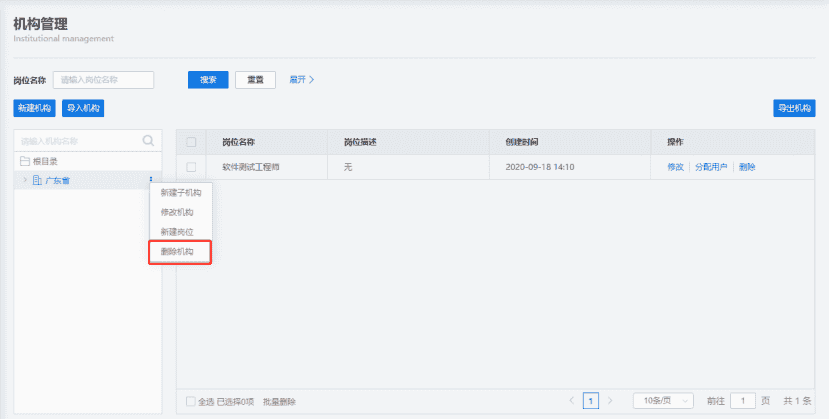 机构管理
Institutional management
岗位名称 请输入岗位名称 搜索 重置 展开
新建机构 导入机构 导出机构
请输入机构名称
根目录
广东省
新建子机构
修改机构
新建岗位
删除机构
岗位名称 岗位描述 创建时间 操作
软件测试工程师 无 2020-09-18 14:10 修改 分配用户 删除
全选 已选择0项 批量删除 1 10条/页 前往 1 页 共 1 条